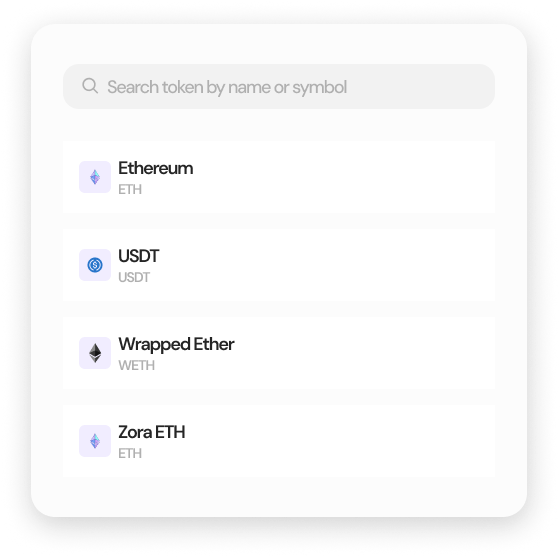 Search token by name or symbol
Ethereum
ETH
USDT
USDT
Wrapped Ether
WETH
Zora ETH
ETH